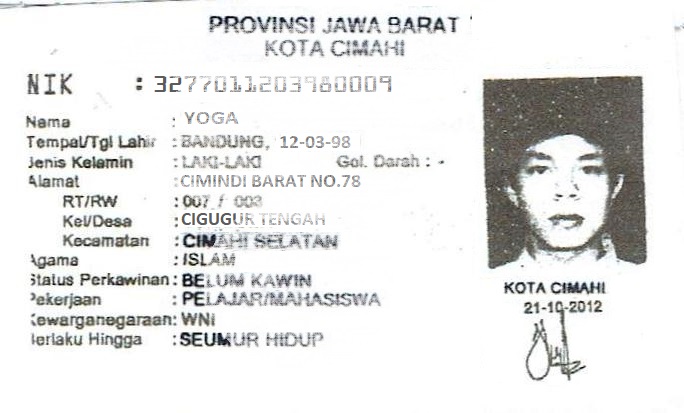 PROVINSI JAWA BARAT
KOTA CIMAHI
NIK : 3277011203980009
Nama : YOGA
Tempat/Tgl Lahir : BANDUNG, 12-03-98
Jenis Kelamin : LAKI-LAKI Gol. Darah : -
Alamat : CIMINDI BARAT NO.78
RT/RW : 007 / 003
Kel/Desa : CIGUGUR TENGAH
Kecamatan : CIMAHI SELATAN
Agama : ISLAM
Status Perkawinan : BELUM KAWIN
Pekerjaan : PELAJAR/MAHASISWA
Kewarganegaraan: WNI
Berlaku Hingga : SEUMUR HIDUP
KOTA CIMAHI
21-10-2012